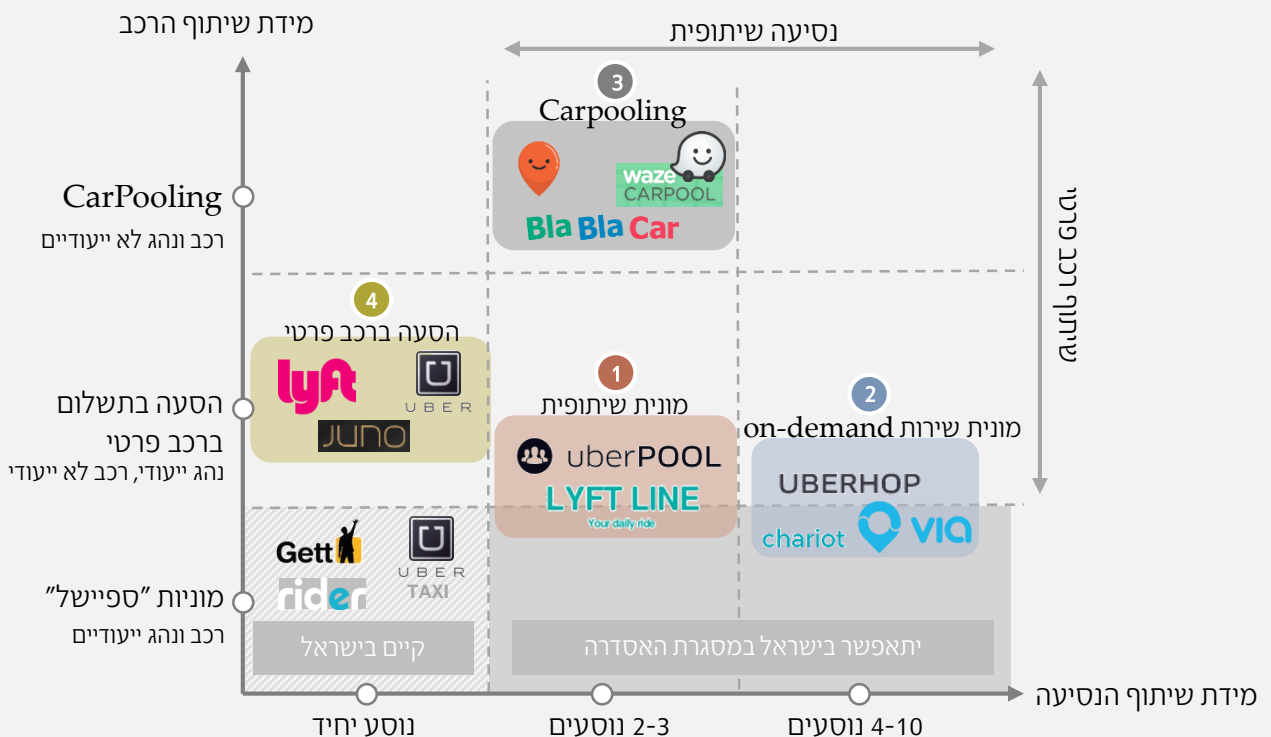 מידת שיתוף הרכב
נסיעה שיתופית
3
Carpooling
waze
CARPOOL
Bla Bla Car
CarPooling
רכב ונהג לא ייעודיים
שיתוף רכב פרטי
4
הסעה ברכב פרטי
lyft
UBER
JUNO
הסעה בתשלום
ברכב פרטי
נהג ייעודי, רכב לא ייעודי
1
מונית שיתופית
uberPOOL
LYFT LINE
Your daily ride
2
מונית שירות on-demand
UBERHOP
chariot
via
Gett
UBER
TAXI
rider
מוניות "ספיישל"
רכב ונהג ייעודיים
קיים בישראל
יתאפשר בישראל במסגרת האסדרה
מידת שיתוף הנסיעה
נוסע יחיד
2-3 נוסעים
4-10 נוסעים